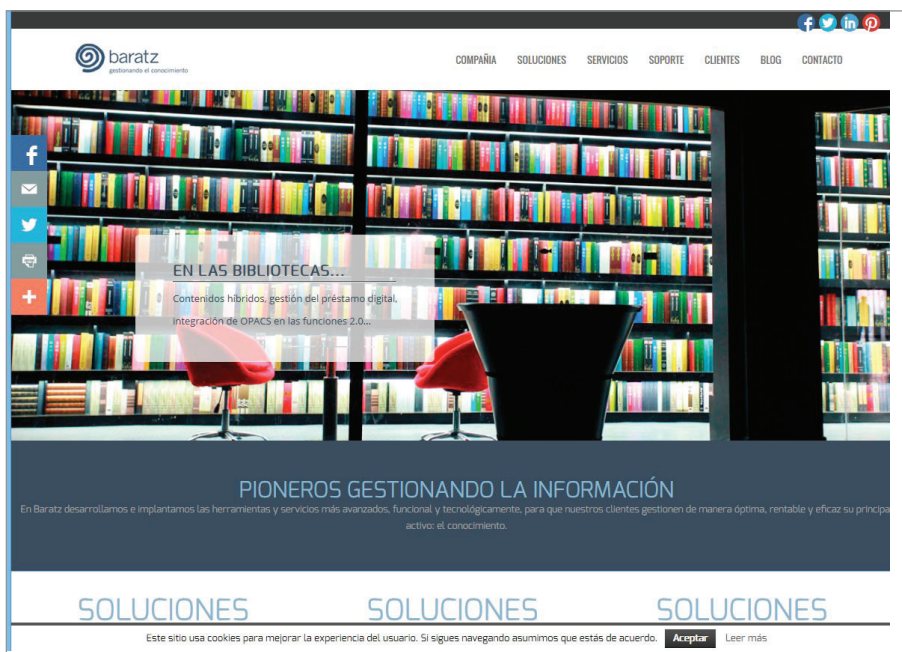 baratz
gestionando el conocimiento
COMPAÑIA SOLUCIONES SERVICIOS SOPORTE CLIENTES BLOG CONTACTO
EN LAS BIBLIOTECAS...
Contenidos híbridos, gestión del préstamo digital,
integración de OPACS en las funciones 2.0...
PIONEROS GESTIONANDO LA INFORMACIÓN
En Baratz desarrollamos e implantamos las herramientas y servicios más avanzados, funcional y tecnológicamente, para que nuestros clientes gestionen de manera óptima, rentable y eficaz su principa
activo: el conocimiento.
SOLUCIONES SOLUCIONES SOLUCIONES
Este sitio usa cookies para mejorar la experiencia del usuario. Si sigues navegando asumimos que estás de acuerdo. Aceptar Leer más